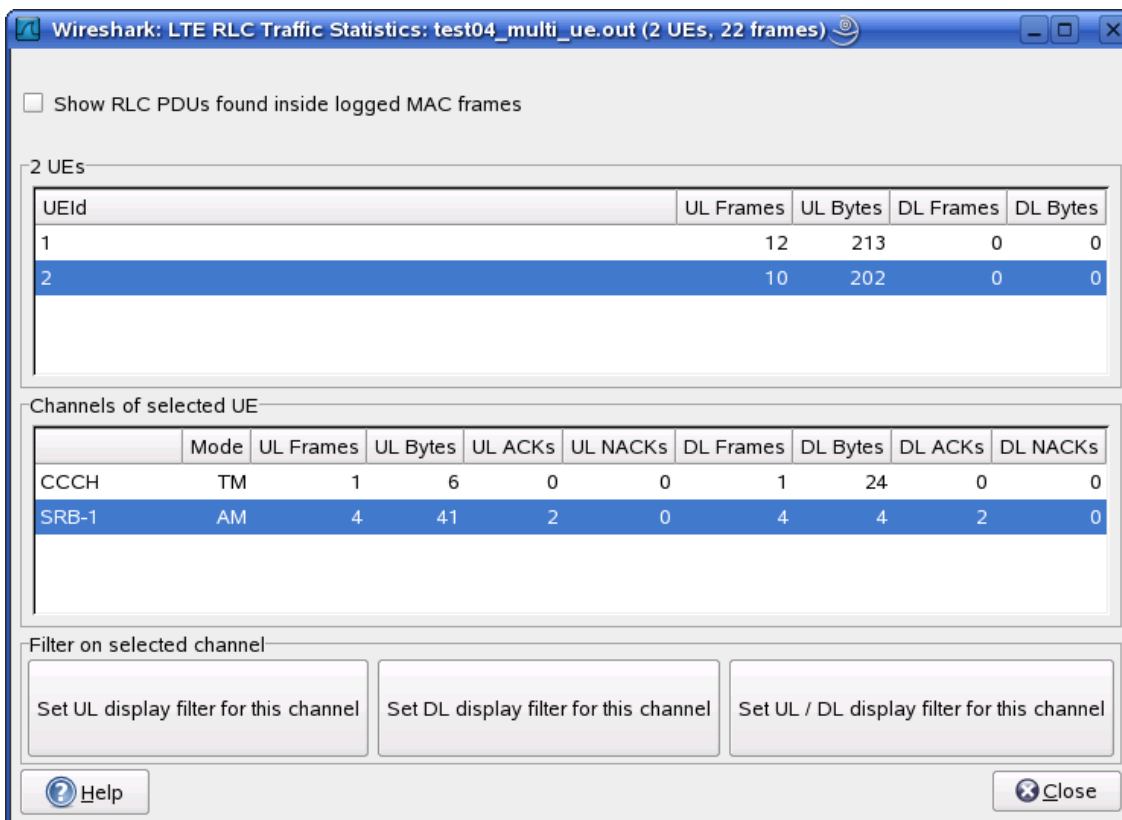 Wireshark: LTE RLC Traffic Statistics: test04_multi_ue.out (2 UEs, 22 frames)
Show RLC PDUs found inside logged MAC frames
2 UEs
UEId UL Frames UL Bytes DL Frames DL Bytes
1 12 213 0 0
2 10 202 0 0
Channels of selected UE
Mode UL Frames UL Bytes UL ACKs UL NACKs DL Frames DL Bytes DL ACKs DL NACKs
CCCH TM 1 6 0 0 1 24 0 0
SRB-1 AM 4 41 2 0 4 4 2 0
Filter on selected channel
Set UL display filter for this channel Set DL display filter for this channel Set UL / DL display filter for this channel
Help Close